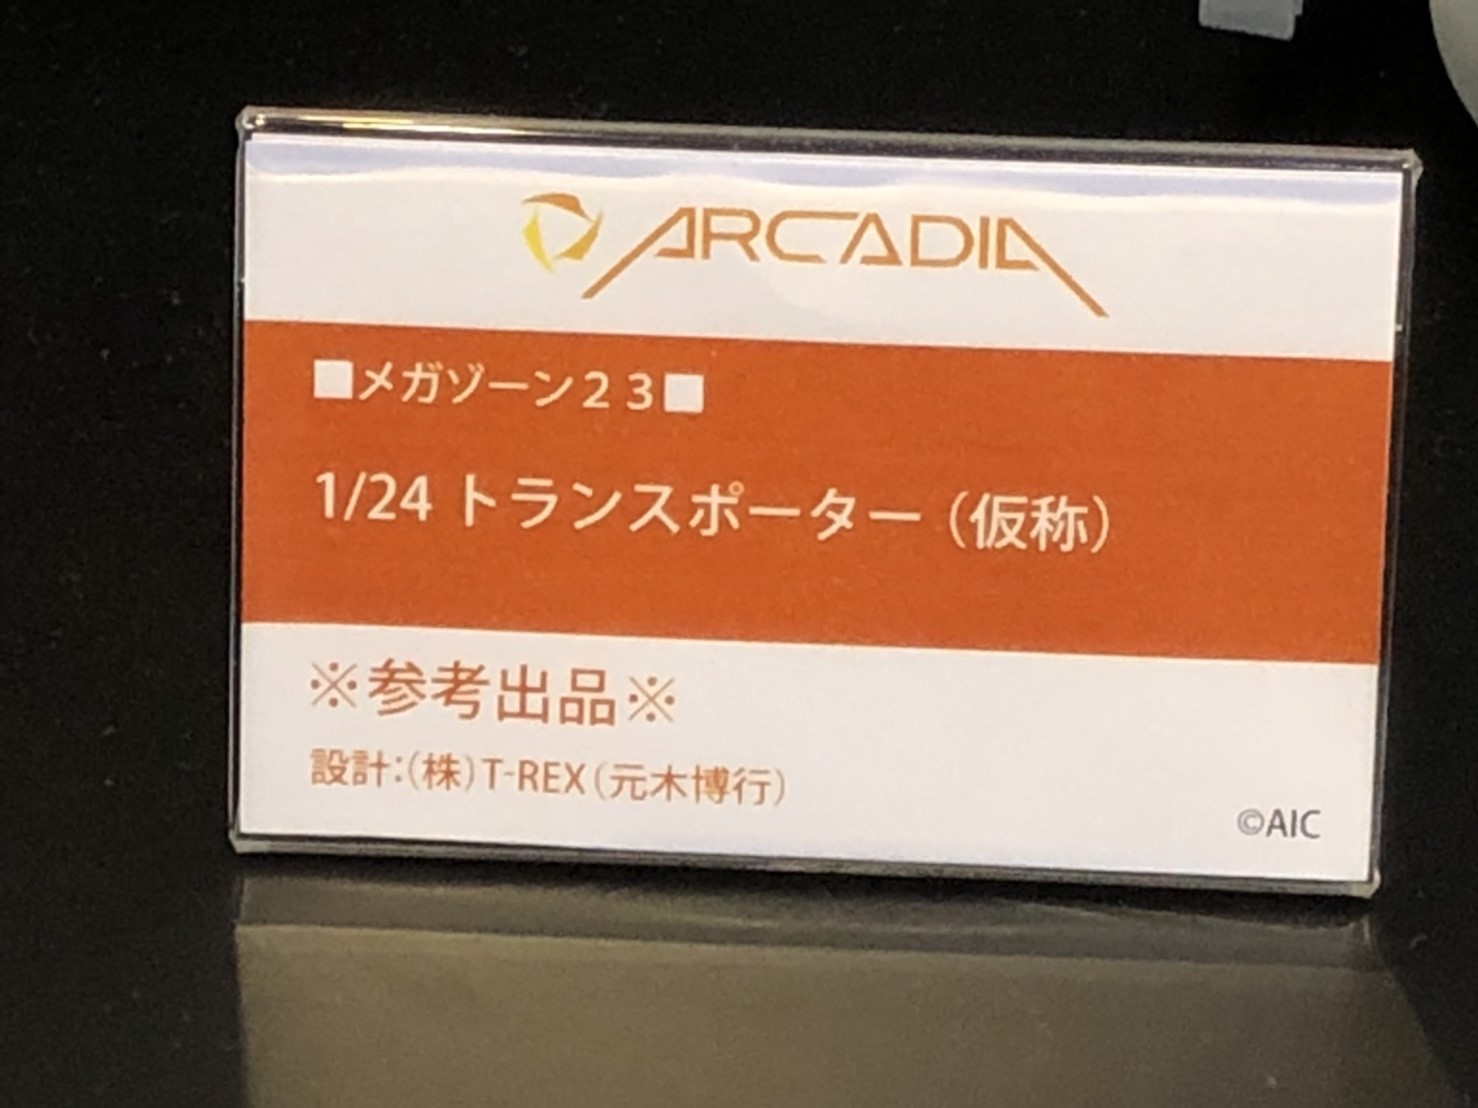 ARCADIA
■メガゾーン２３■
1/24 トランスポーター（仮称）
※参考出品※
設計:(株)T-REX(元木博行)
©AIC